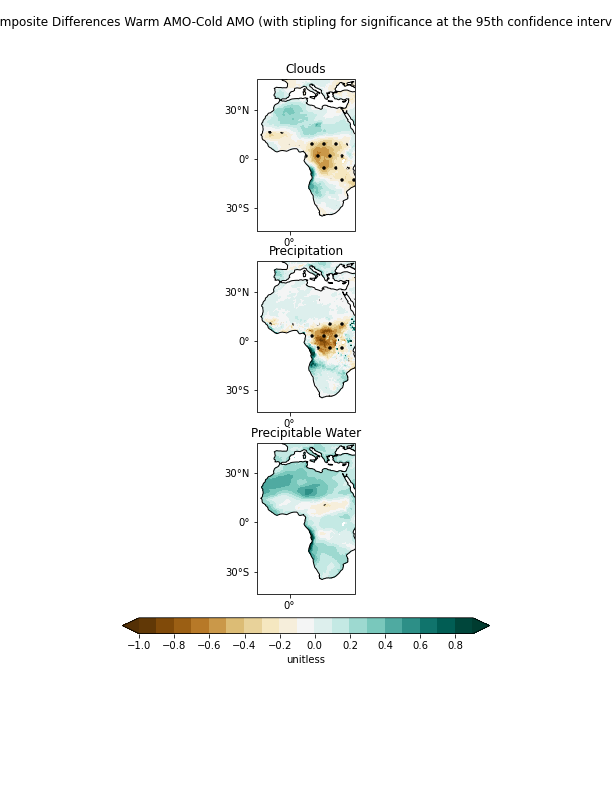 mposite Differences Warm AMO-Cold AMO (with stipling for significance at the 95th confidence interv
Clouds
30°N
0°
30°S
0°
Precipitation
30°N
0°
30°S
0°
Precipitable Water
30°N
0°
30°S
0°
−1.0 −0.8 −0.6 −0.4 −0.2 0.0 0.2 0.4 0.6 0.8
unitless